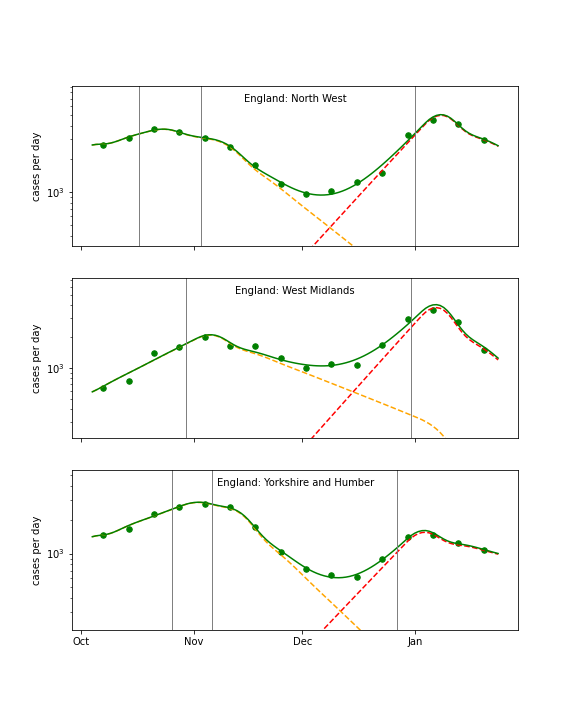 England: North West
cases per day
10³
England: West Midlands
cases per day
10³
England: Yorkshire and Humber
cases per day
10³
Oct Nov Dec Jan